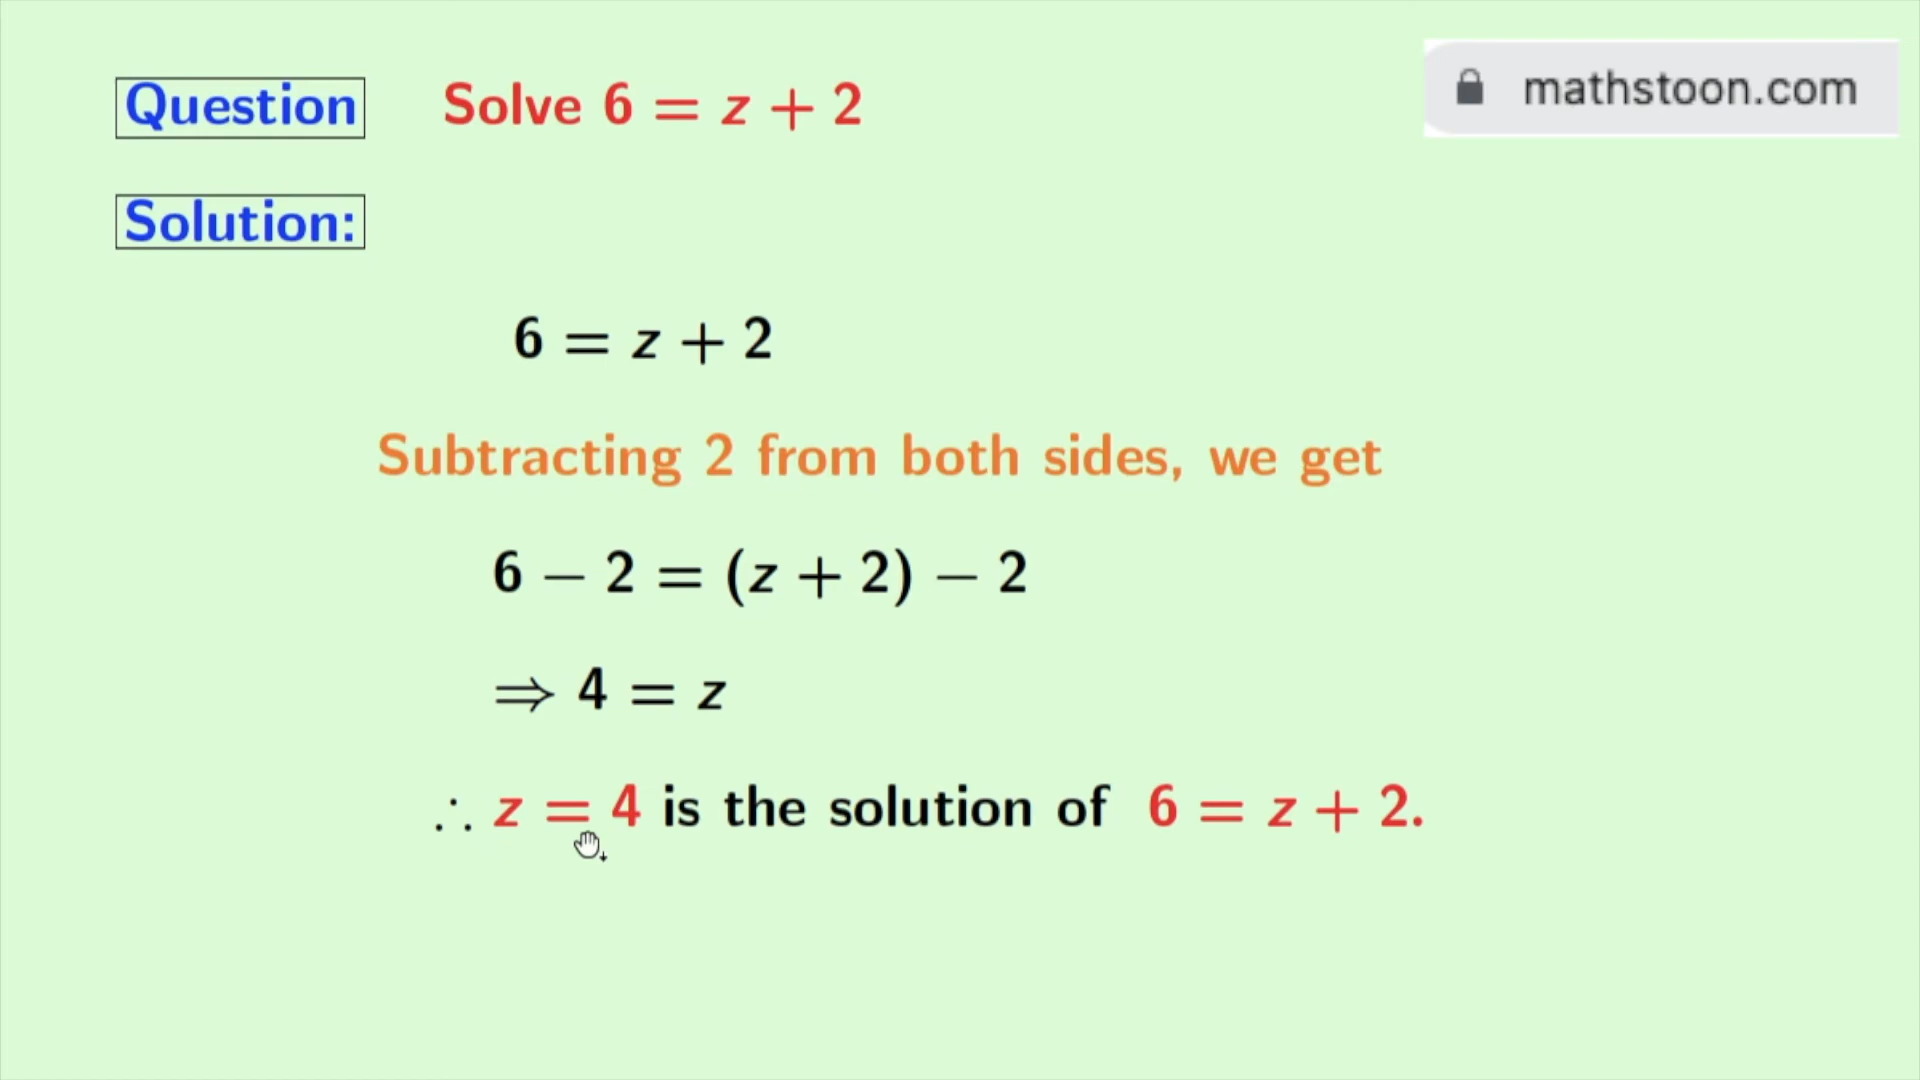 Question Solve 6 = z + 2
mathstoon.com
Solution:
6 = z + 2
Subtracting 2 from both sides, we get
6 − 2 = (z + 2) − 2
⇒ 4 = z
∴ z = 4 is the solution of 6 = z + 2.